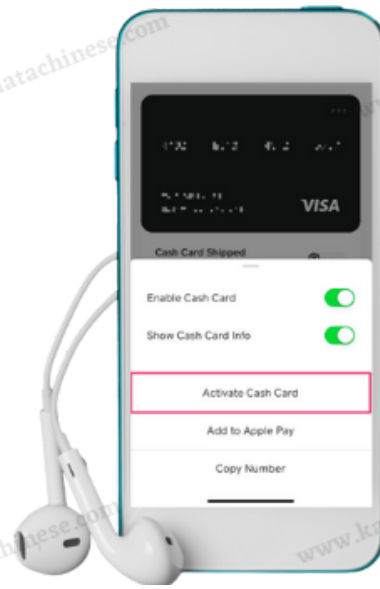 VISA
Cash Card Shipped
Enable Cash Card
Show Cash Card Info
Activate Cash Card
Add to Apple Pay
Copy Number